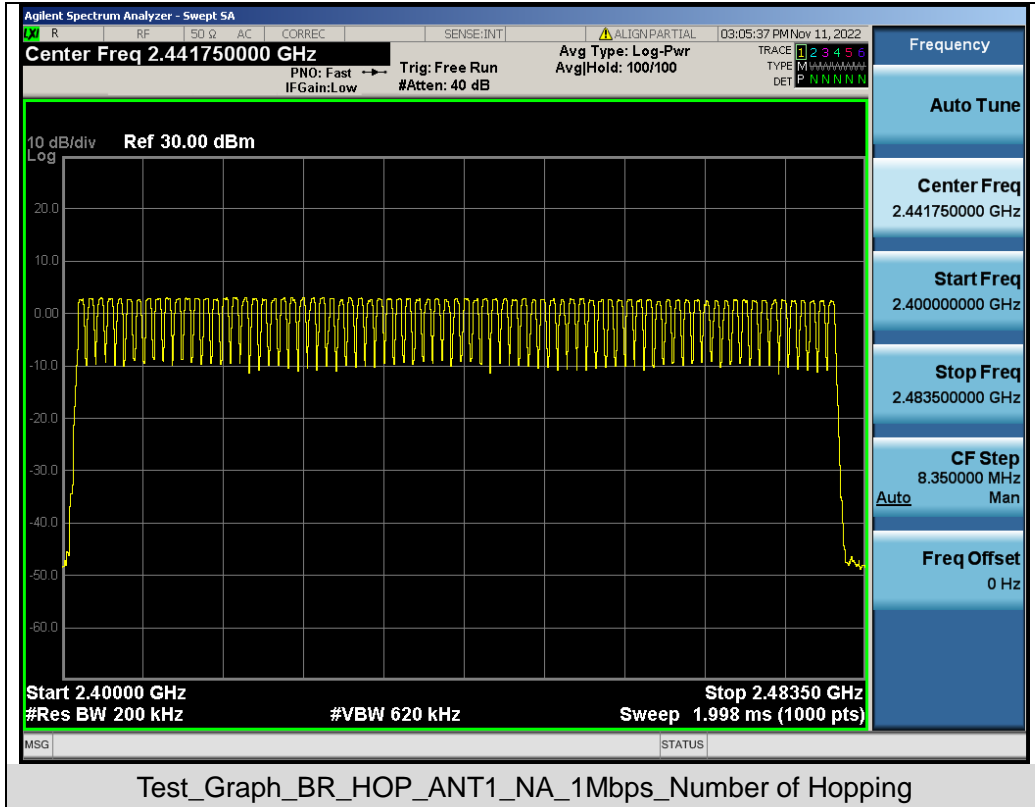 Agilent Spectrum Analyzer - Swept SA
LXI R RF 50 Ω AC CORREC SENSE:INT ALIGN PARTIAL 03:05:37 PM Nov 11, 2022
Center Freq 2.441750000 GHz
PNO: Fast
IFGain:Low
Trig: Free Run
#Atten: 40 dB
Avg Type: Log-Pwr
Avg|Hold: 100/100
TRACE 1 2 3 4 5 6
TYPE M WWWWW
DET P N N N N N
10 dB/div Ref 30.00 dBm
Log
20.0
10.0
0.00
-10.0
-20.0
-30.0
-40.0
-50.0
-60.0
Start 2.40000 GHz Stop 2.48350 GHz
#Res BW 200 kHz #VBW 620 kHz Sweep 1.998 ms (1000 pts)
MSG STATUS
Frequency
Auto Tune
Center Freq
2.441750000 GHz
Start Freq
2.400000000 GHz
Stop Freq
2.483500000 GHz
CF Step
8.350000 MHz
Auto Man
Freq Offset
0 Hz
Test_Graph_BR_HOP_ANT1_NA_1Mbps_Number of Hopping